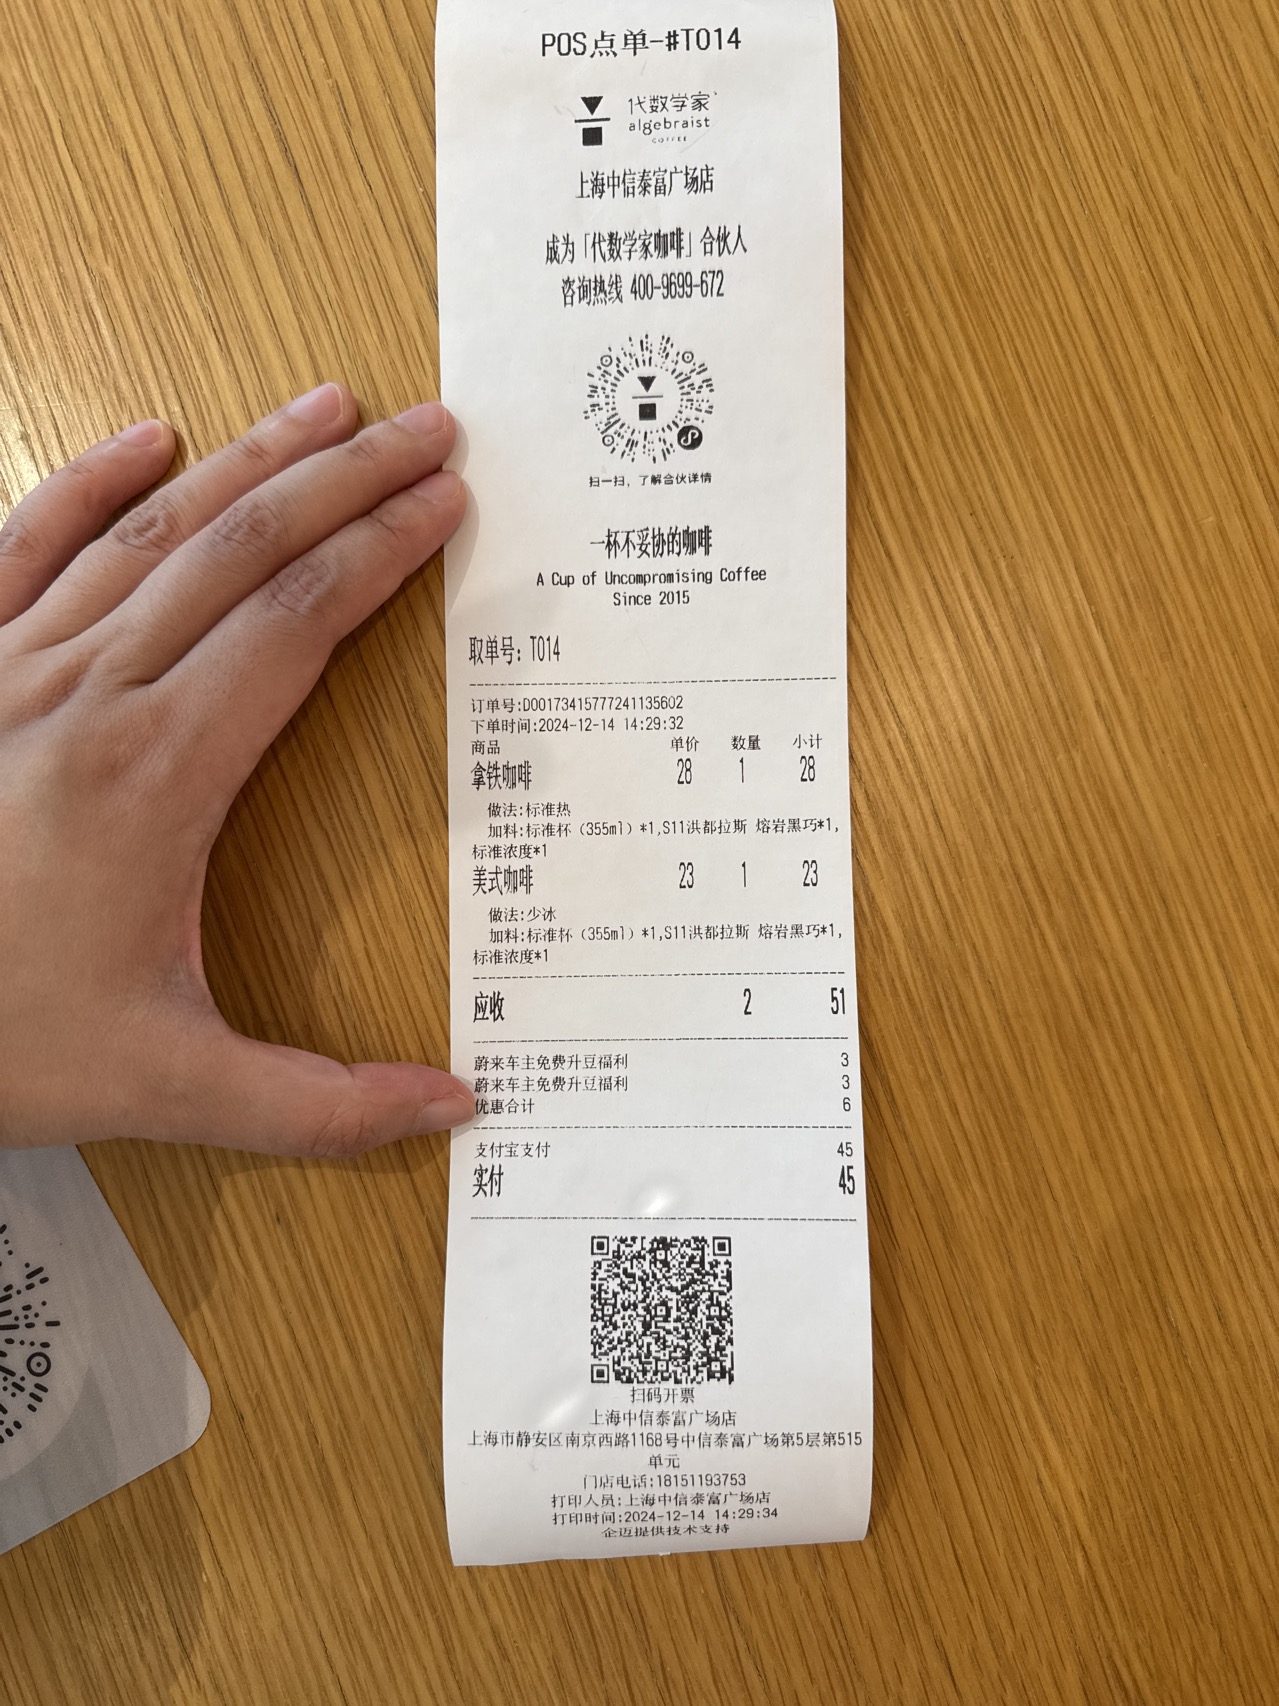 POS点单-#T014
代数学家
algebraist
COFFEE
上海中信泰富广场店
成为「代数学家咖啡」合伙人
咨询热线 400-9699-672
扫一扫，了解合伙详情
一杯不妥协的咖啡
A Cup of Uncompromising Coffee
Since 2015
取单号: T014
订单号:D00173415777241135602
下单时间:2024-12-14 14:29:32
商品 单价 数量 小计
拿铁咖啡 28 1 28
做法:标准热
加料:标准杯（355ml）*1,S11洪都拉斯 熔岩黑巧*1,
标准浓度*1
美式咖啡 23 1 23
做法:少冰
加料:标准杯（355ml）*1,S11洪都拉斯 熔岩黑巧*1,
标准浓度*1
应收 2 51
蔚来车主免费升豆福利 3
蔚来车主免费升豆福利 3
优惠合计 6
支付宝支付 45
实付 45
扫码开票
上海中信泰富广场店
上海市静安区南京西路1168号中信泰富广场第5层第515
单元
门店电话:18151193753
打印人员:上海中信泰富广场店
打印时间:2024-12-14 14:29:34
企迈提供技术支持